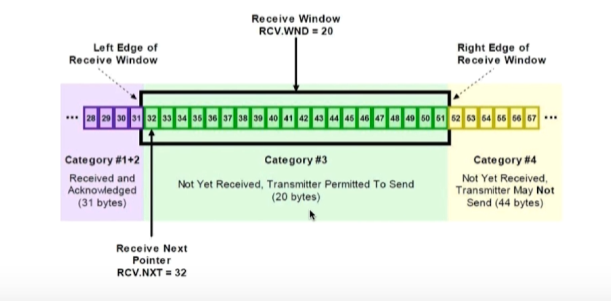 Receive Window
RCV.WND = 20
Left Edge of
Receive Window
Right Edge of
Receive Window
... 28 29 30 31 32 33 34 35 36 37 38 39 40 41 42 43 44 45 46 47 48 49 50 51 52 53 54 55 56 57 ...
Category #1+2
Received and
Acknowledged
(31 bytes)
Category #3
Not Yet Received, Transmitter Permitted To Send
(20 bytes)
Category #4
Not Yet Received,
Transmitter May Not
Send (44 bytes)
Receive Next
Pointer
RCV.NXT = 32